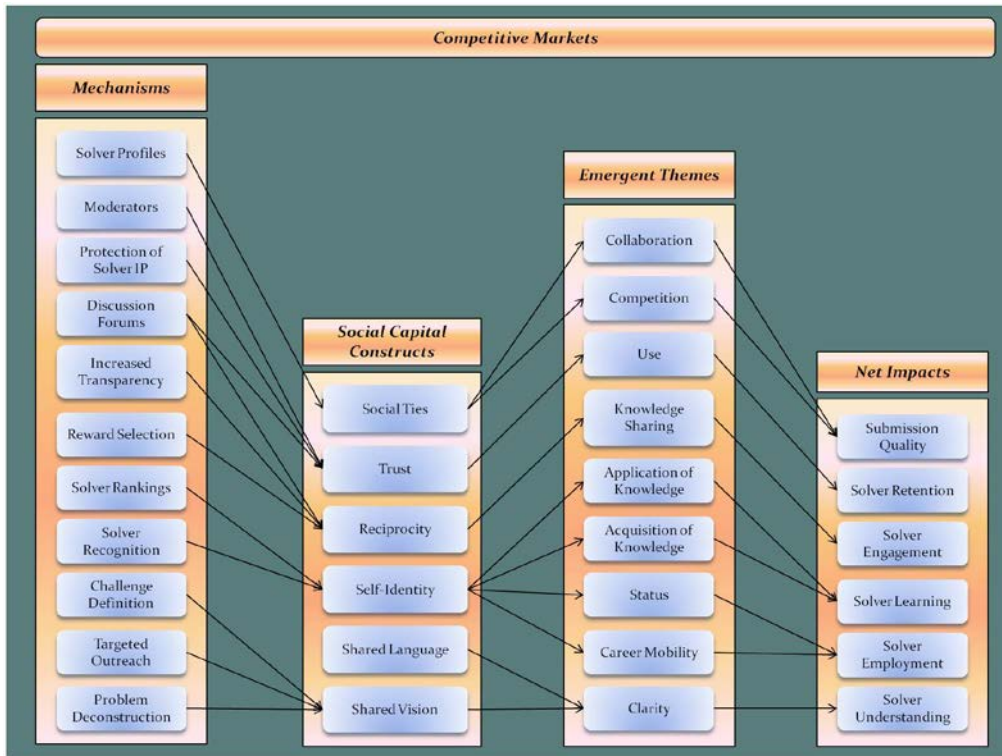 Competitive Markets
Mechanisms
Solver Profiles
Moderators
Protection of
Solver IP
Discussion
Forums
Increased
Transparency
Reward Selection
Solver Rankings
Solver
Recognition
Challenge
Definition
Targeted
Outreach
Problem
Deconstruction
Social Capital
Constructs
Social Ties
Trust
Reciprocity
Self-Identity
Shared Language
Shared Vision
Emergent Themes
Collaboration
Competition
Use
Knowledge
Sharing
Application of
Knowledge
Acquisition of
Knowledge
Status
Career Mobility
Clarity
Net Impacts
Submission
Quality
Solver Retention
Solver
Engagement
Solver Learning
Solver
Employment
Solver
Understanding